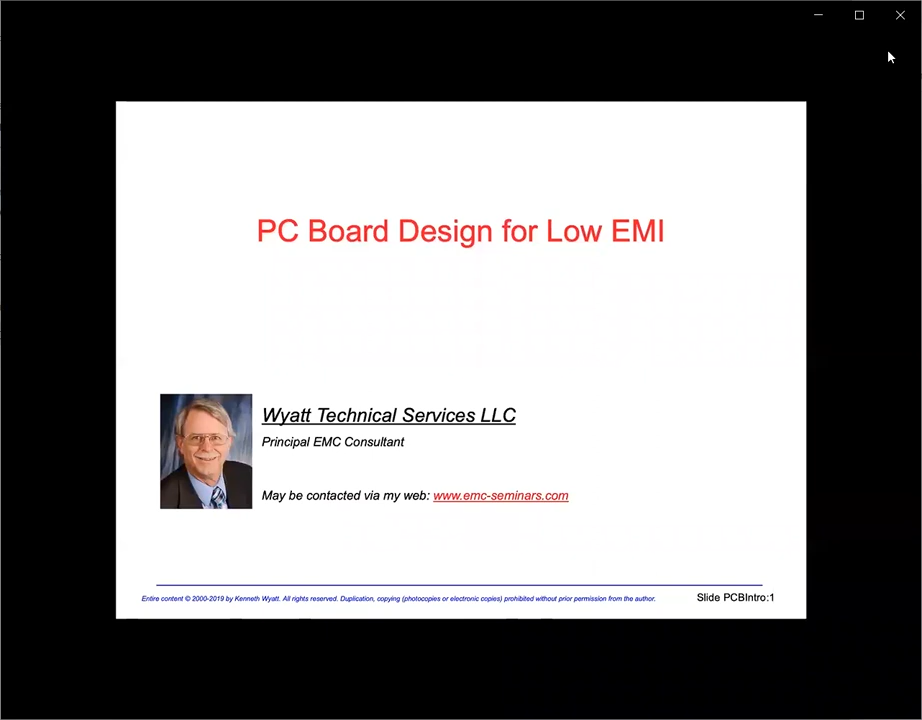 PC Board Design for Low EMI
Wyatt Technical Services LLC
Principal EMC Consultant
May be contacted via my web: www.emc-seminars.com
Entire content © 2000-2019 by Kenneth Wyatt. All rights reserved. Duplication, copying (photocopies or electronic copies) prohibited without prior permission from the author.
Slide PCBIntro:1